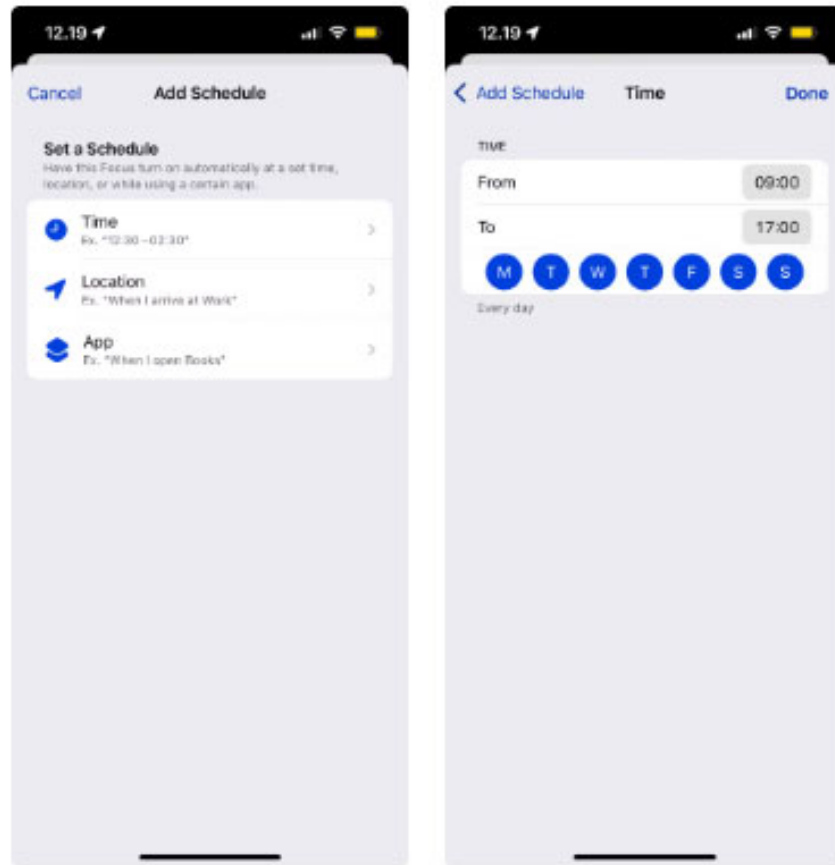 12.19
Cancel
Add Schedule
Set a Schedule
Have this Focus turn on automatically at a set time,
location, or while using a certain app.
Time
Ex. "12:30 –03:30"
Location
Ex. "When I arrive at Work"
App
Ex. "When I open Books"
12.19
Add Schedule
Time
Done
TIME
From
09:00
To
17:00
M T W T F S S
Every day